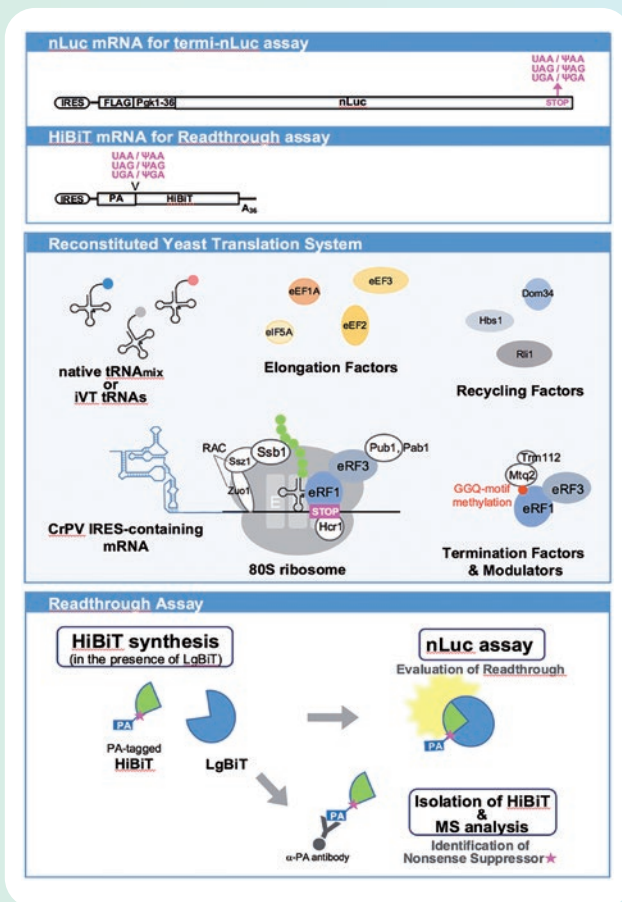 nLuc mRNA for termi-nLuc assay
UAA / ΨAA
UAG / ΨAG
UGA / ΨGA
IRES FLAG Pgk1-36 nLuc STOP
HiBiT mRNA for Readthrough assay
UAA / ΨAA
UAG / ΨAG
UGA / ΨGA
V
IRES PA HiBiT A36
Reconstituted Yeast Translation System
eEF1A eEF3
eIF5A eEF2
Elongation Factors
Dom34
Hbs1
Rli1
Recycling Factors
native tRNAmix
or
iVT tRNAs
CrPV IRES-containing
mRNA
RAC
Ssz1 Ssb1
Zuo1
E
eRF1 eRF3
Pub1, Pab1
STOP
Hcr1
80S ribosome
Trm112
Mtq2
GGQ-motif
methylation
eRF1 eRF3
Termination Factors
& Modulators
Readthrough Assay
HiBiT synthesis
(in the presence of LgBiT)
PA
PA-tagged
HiBiT
LgBiT
nLuc assay
Evaluation of Readthrough
PA
PA
α-PA antibody
Isolation of HiBiT
&
MS analysis
Identification of
Nonsense Suppressor★